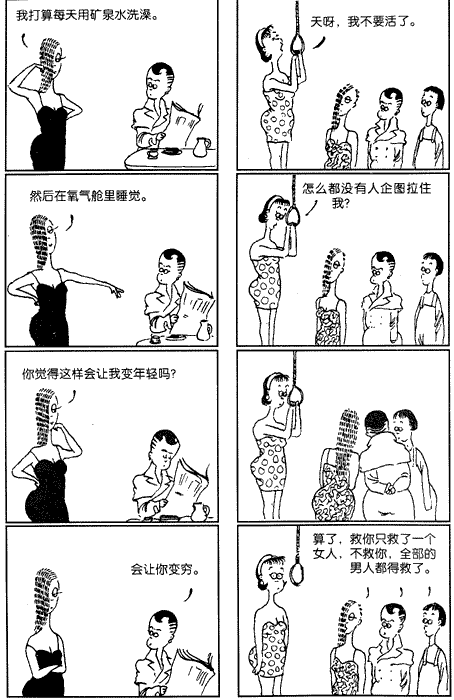 我打算每天用矿泉水洗澡。
然后在氧气舱里睡觉。
你觉得这样会让我变年轻吗?
会让你变穷。
天呀，我不要活了。
怎么都没有人企图拉住
我?
算了，救你只救了一个
女人，不救你，全部的
男人都得救了。